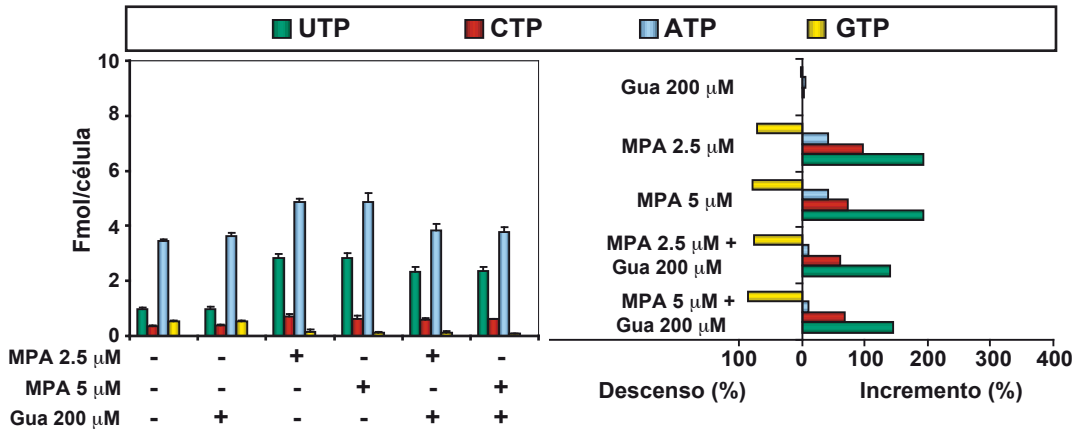 UTP CTP ATP GTP
10
8
6
4
2
0
Fmol/célula
MPA 2.5 μM - - + - + -
MPA 5 μM - - - + - +
Gua 200 μM - + - - + +
Gua 200 μM
MPA 2.5 μM
MPA 5 μM
MPA 2.5 μM +
Gua 200 μM
MPA 5 μM +
Gua 200 μM
100 0 100 200 300 400
Descenso (%) Incremento (%)